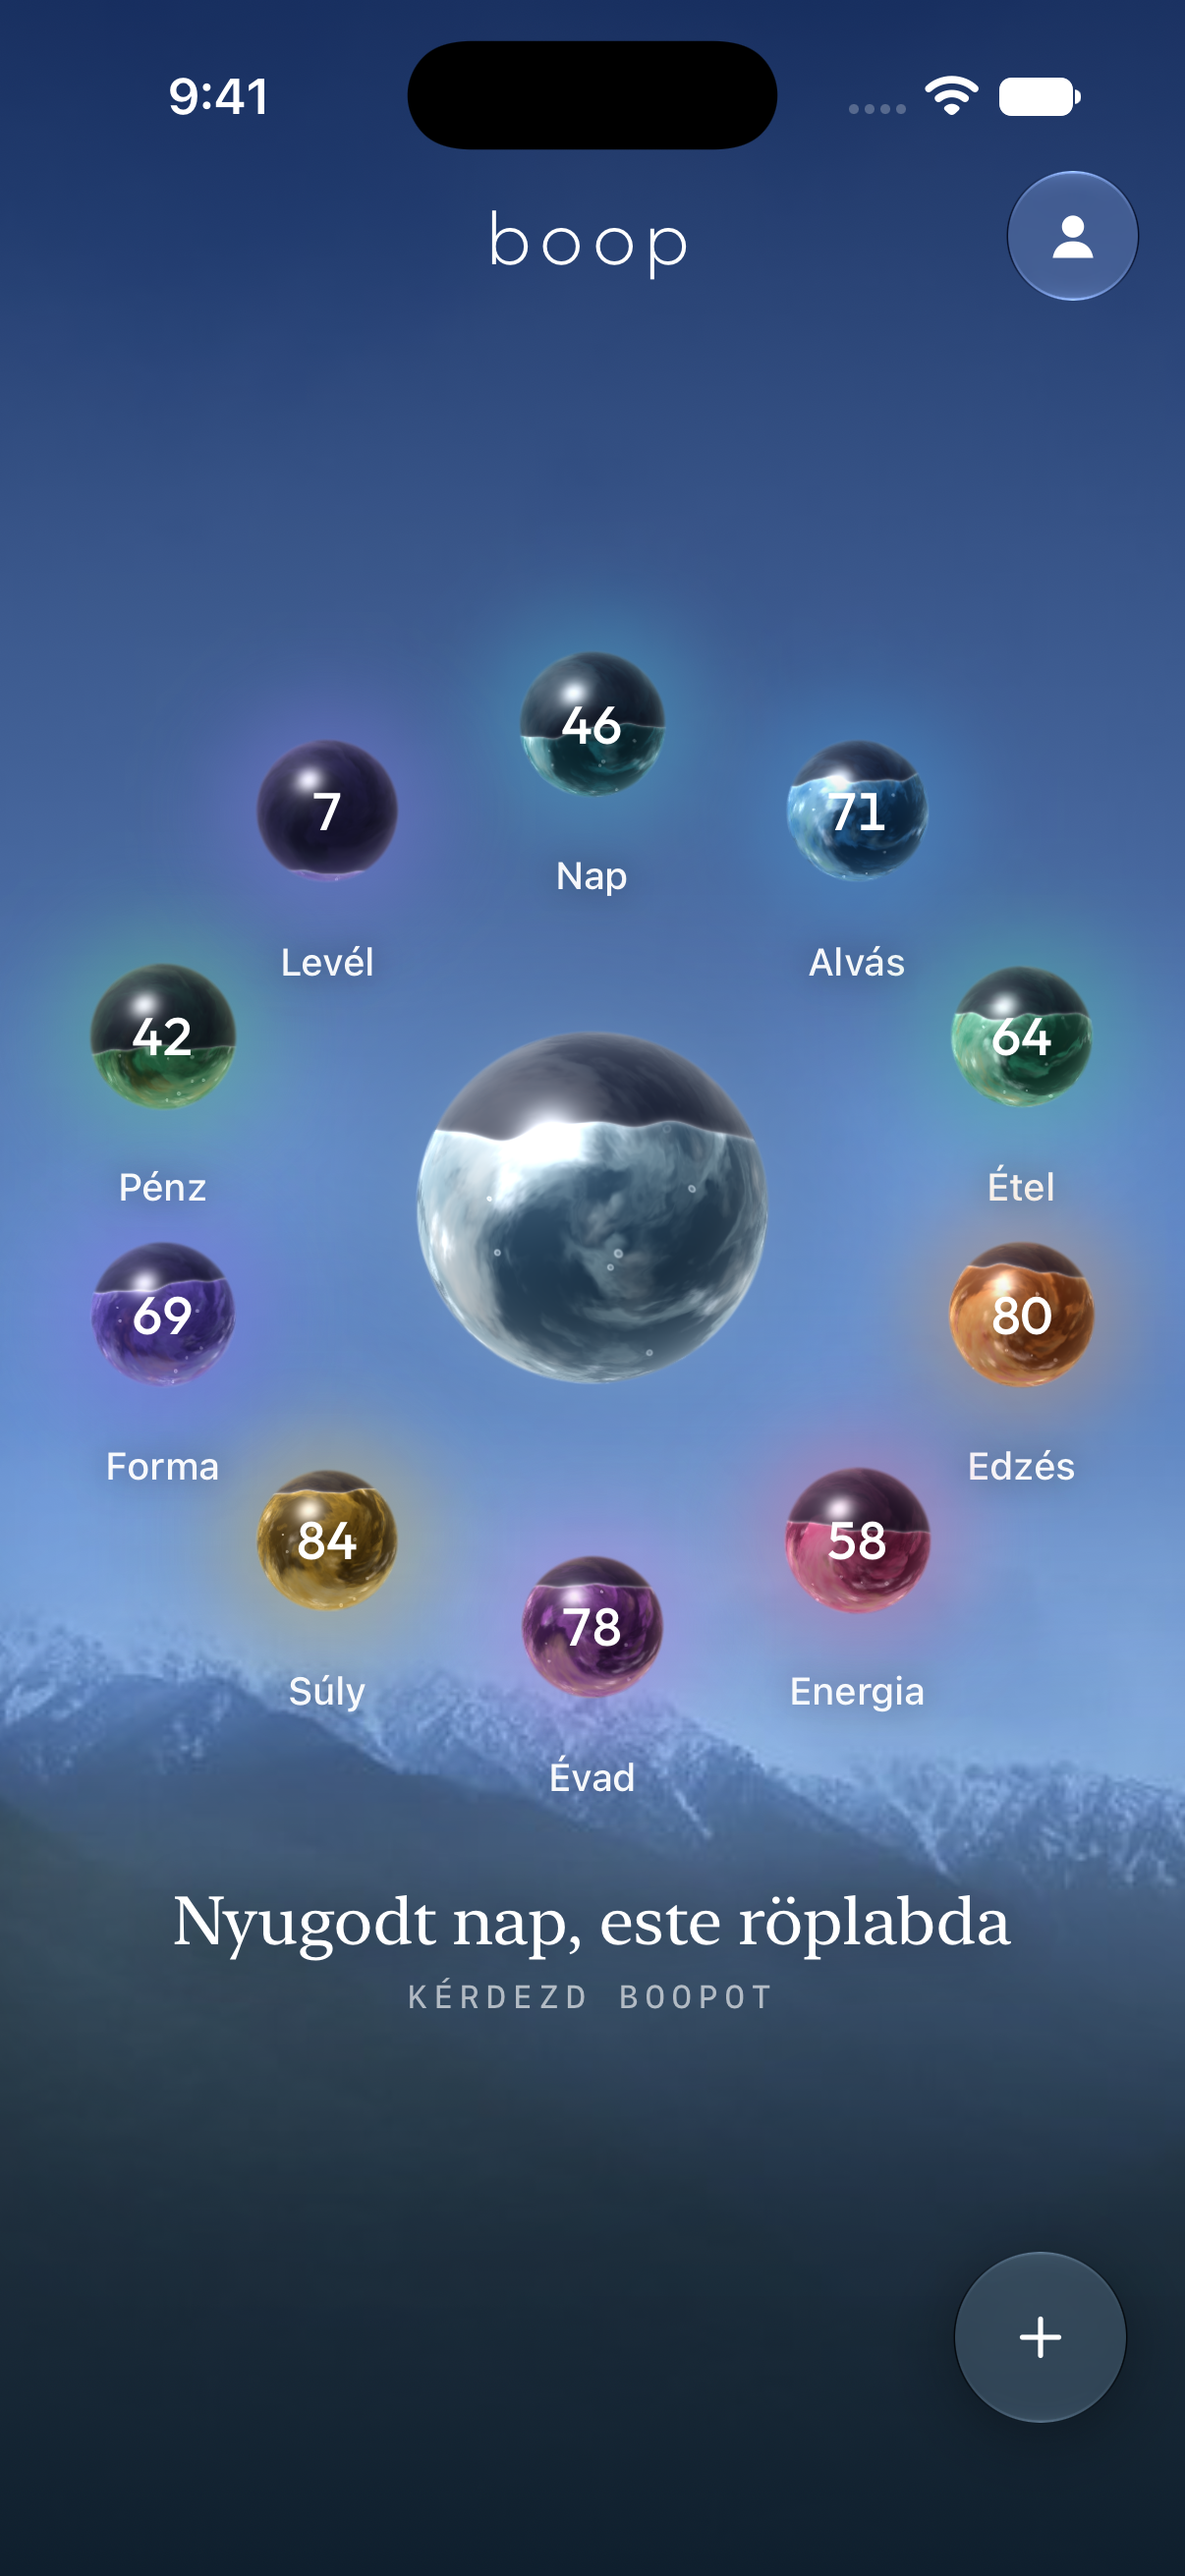 9:41
boop
46
Nap
7
Levél
71
Alvás
42
Pénz
64
Étel
69
Forma
80
Edzés
84
Súly
58
Energia
78
Évad
Nyugodt nap, este röplabda
KÉRDEZD BOOPOT